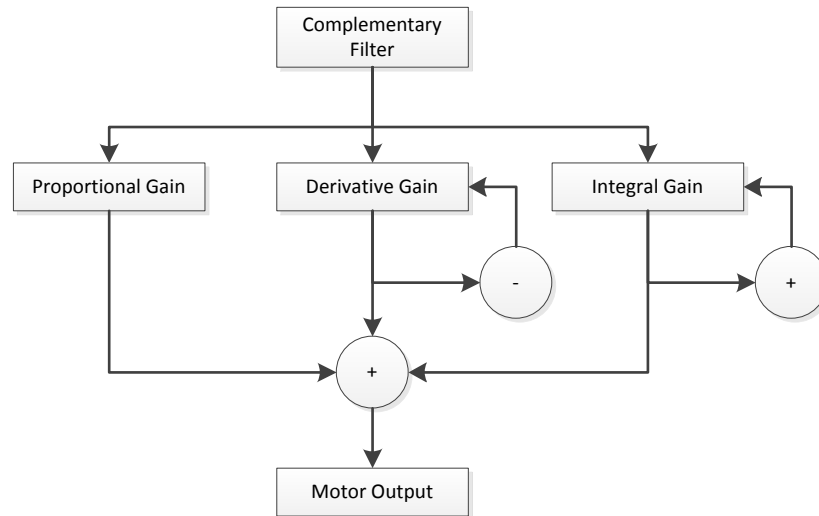 Complementary
Filter
Proportional Gain
Derivative Gain
Integral Gain
-
+
+
Motor Output